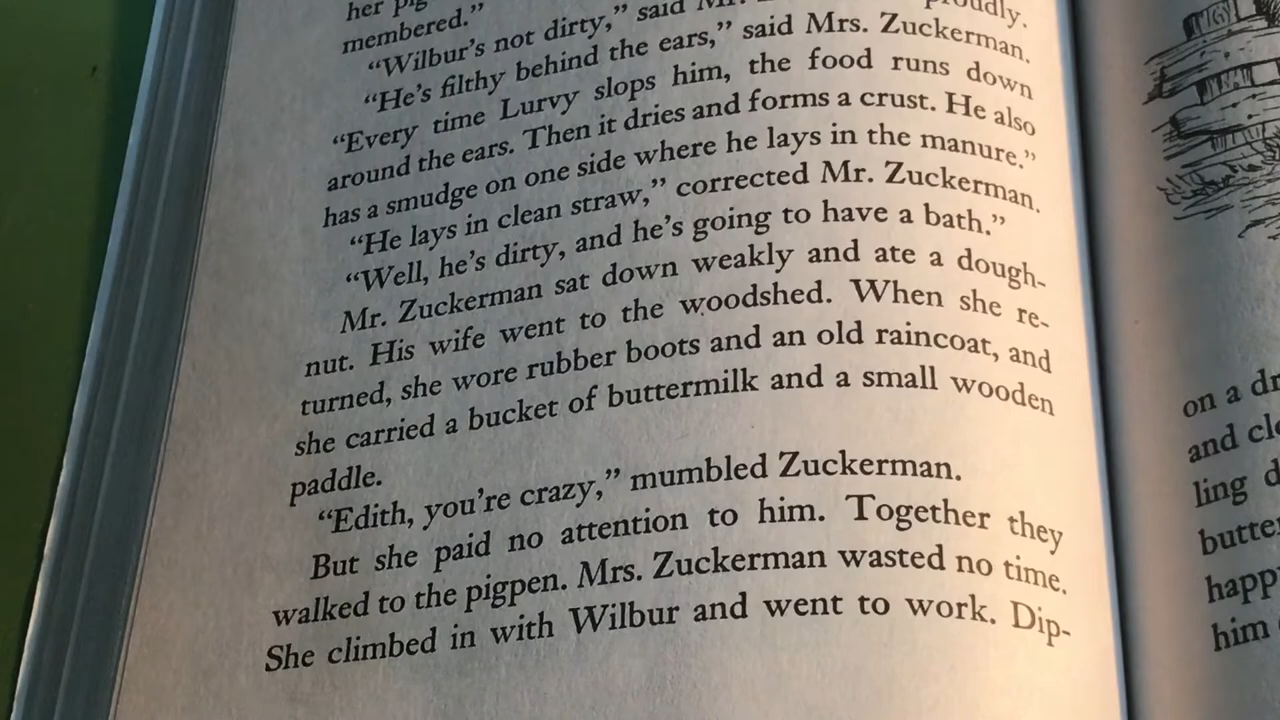 her pig
membered.”
“Wilbur’s not dirty,” said Mr. proudly.
“He’s filthy behind the ears,” said Mrs. Zuckerman.
“Every time Lurvy slops him, the food runs down
around the ears. Then it dries and forms a crust. He also
has a smudge on one side where he lays in the manure.”
“He lays in clean straw,” corrected Mr. Zuckerman.
“Well, he’s dirty, and he’s going to have a bath.”
Mr. Zuckerman sat down weakly and ate a dough-
nut. His wife went to the woodshed. When she re-
turned, she wore rubber boots and an old raincoat, and
she carried a bucket of buttermilk and a small wooden
paddle.
“Edith, you’re crazy,” mumbled Zuckerman.
But she paid no attention to him. Together they
walked to the pigpen. Mrs. Zuckerman wasted no time.
She climbed in with Wilbur and went to work. Dip-
on a dr
and cle
ling d
butter
happ
him